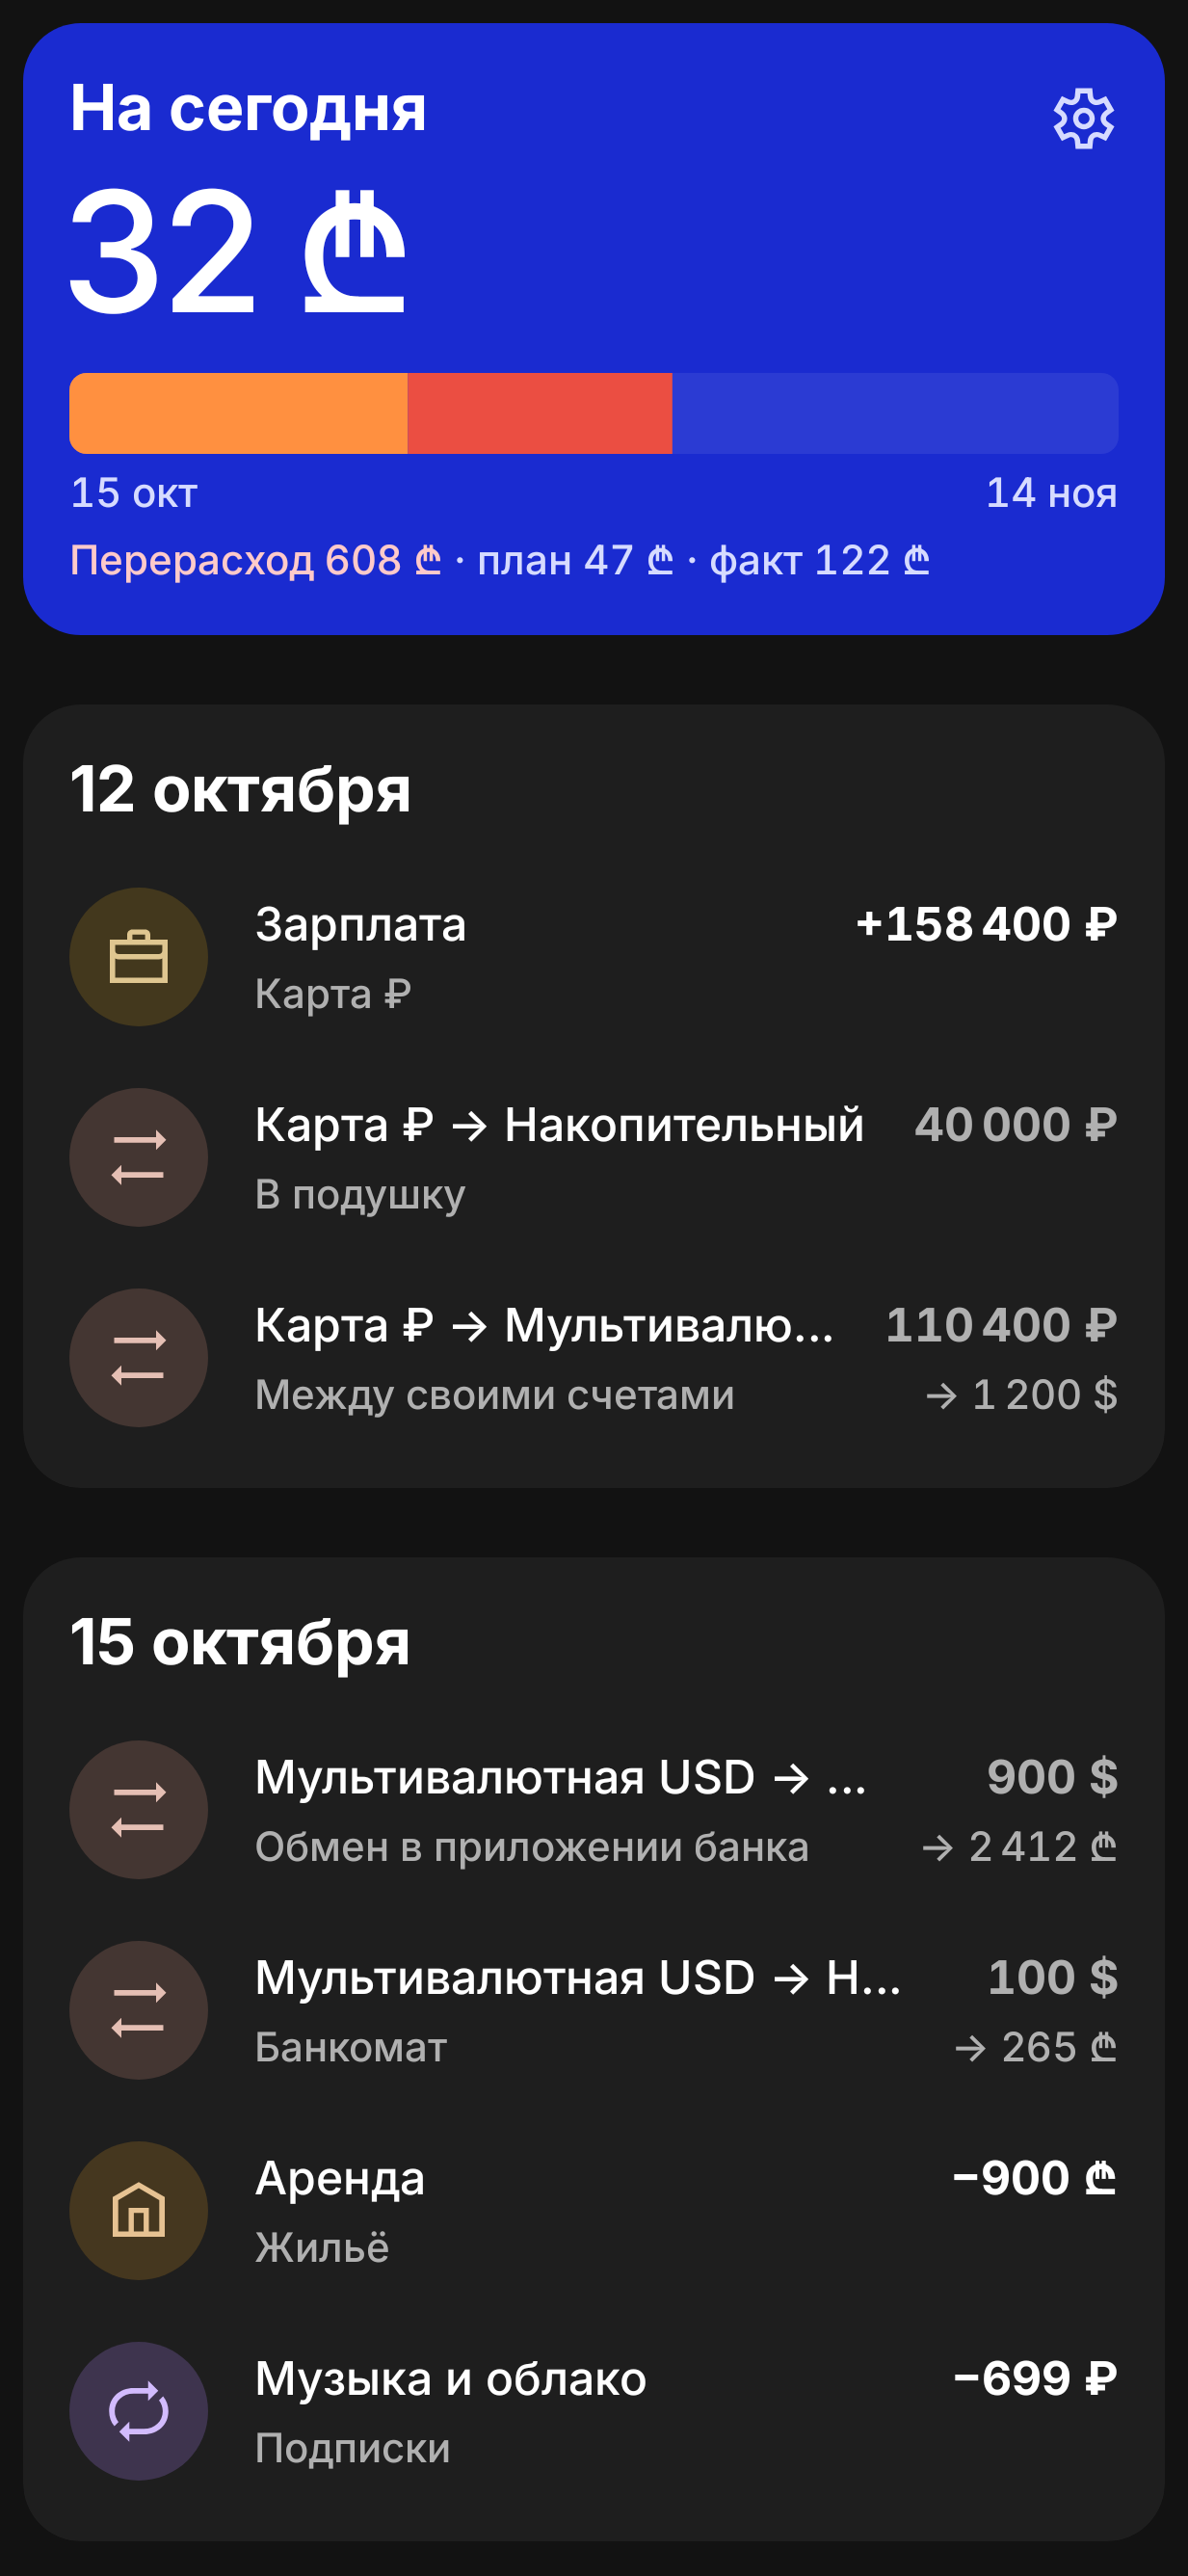 На сегодня
32 ₾
15 окт 14 ноя
Перерасход 608 ₾ · план 47 ₾ · факт 122 ₾
12 октября
Зарплата +158 400 ₽
Карта ₽
Карта ₽ → Накопительный 40 000 ₽
В подушку
Карта ₽ → Мультивалю... 110 400 ₽
Между своими счетами → 1 200 $
15 октября
Мультивалютная USD → ... 900 $
Обмен в приложении банка → 2 412 ₾
Мультивалютная USD → Н... 100 $
Банкомат → 265 ₾
Аренда −900 ₾
Жильё
Музыка и облако −699 ₽
Подписки